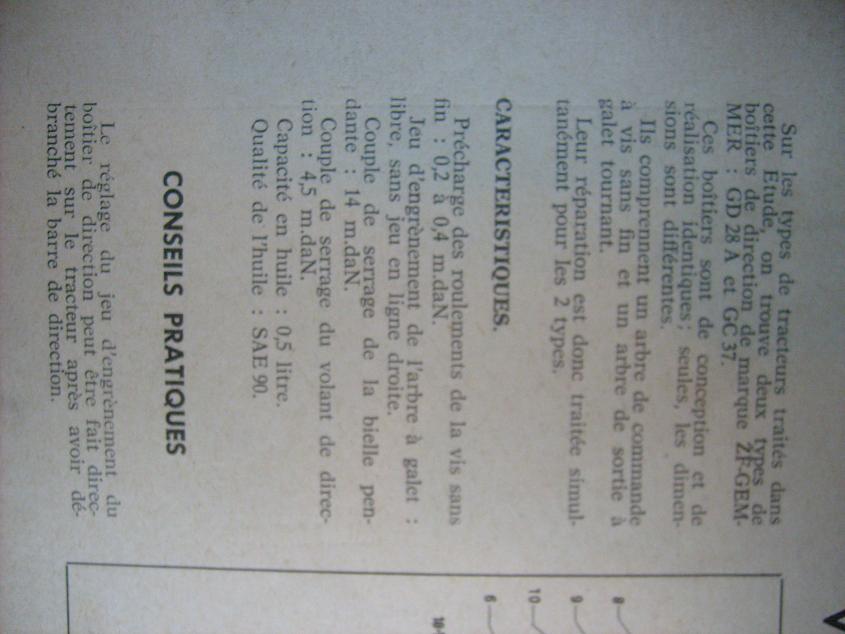 Sur les types de tracteurs traités dans
cette Etude, on trouve deux types de
boîtiers de direction de marque ZF-GEM-
MER : GD 28 A et GC 37.
Ces boîtiers sont de conception et de
réalisation identiques ; seules, les dimen-
sions sont différentes.
Ils comprennent un arbre de commande
à vis sans fin et un arbre de sortie à
galet tournant.
Leur réparation est donc traitée simul-
tanément pour les 2 types.
CARACTERISTIQUES.
Précharge des roulements de la vis sans
fin : 0,2 à 0,4 m.daN.
Jeu d'engrènement de l'arbre à galet :
libre, sans jeu en ligne droite.
Couple de serrage de la bielle pen-
dante : 14 m.daN.
Couple de serrage du volant de direc-
tion : 4,5 m.daN.
Capacité en huile : 0,5 litre.
Qualité de l'huile : SAE 90.
CONSEILS PRATIQUES
Le réglage du jeu d'engrènement du
boîtier de direction peut être fait direc-
tement sur le tracteur après avoir dé-
branché la barre de direction.
8
9
10
6